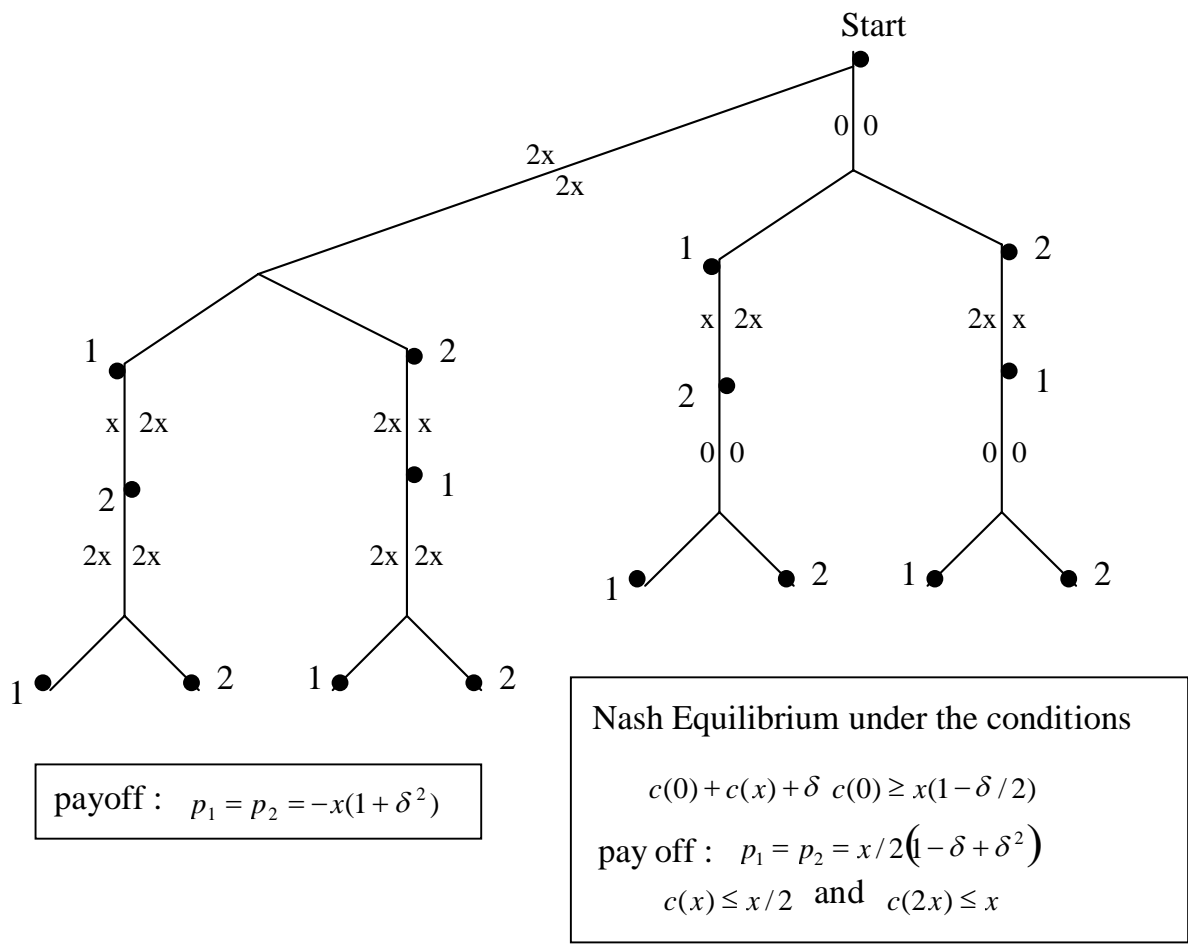 Start
0 0
2x
2x
1 2
x 2x 2x x
2 1
0 0 0 0
1 2 1 2
1 2
x 2x 2x x
2 1
2x 2x 2x 2x
1 2 1 2
payoff : p₁ = p₂ = −x(1 + δ²)
Nash Equilibrium under the conditions
c(0) + c(x) + δ c(0) ≥ x(1 − δ/2)
pay off : p₁ = p₂ = x/2(1 − δ + δ²)
c(x) ≤ x/2 and c(2x) ≤ x